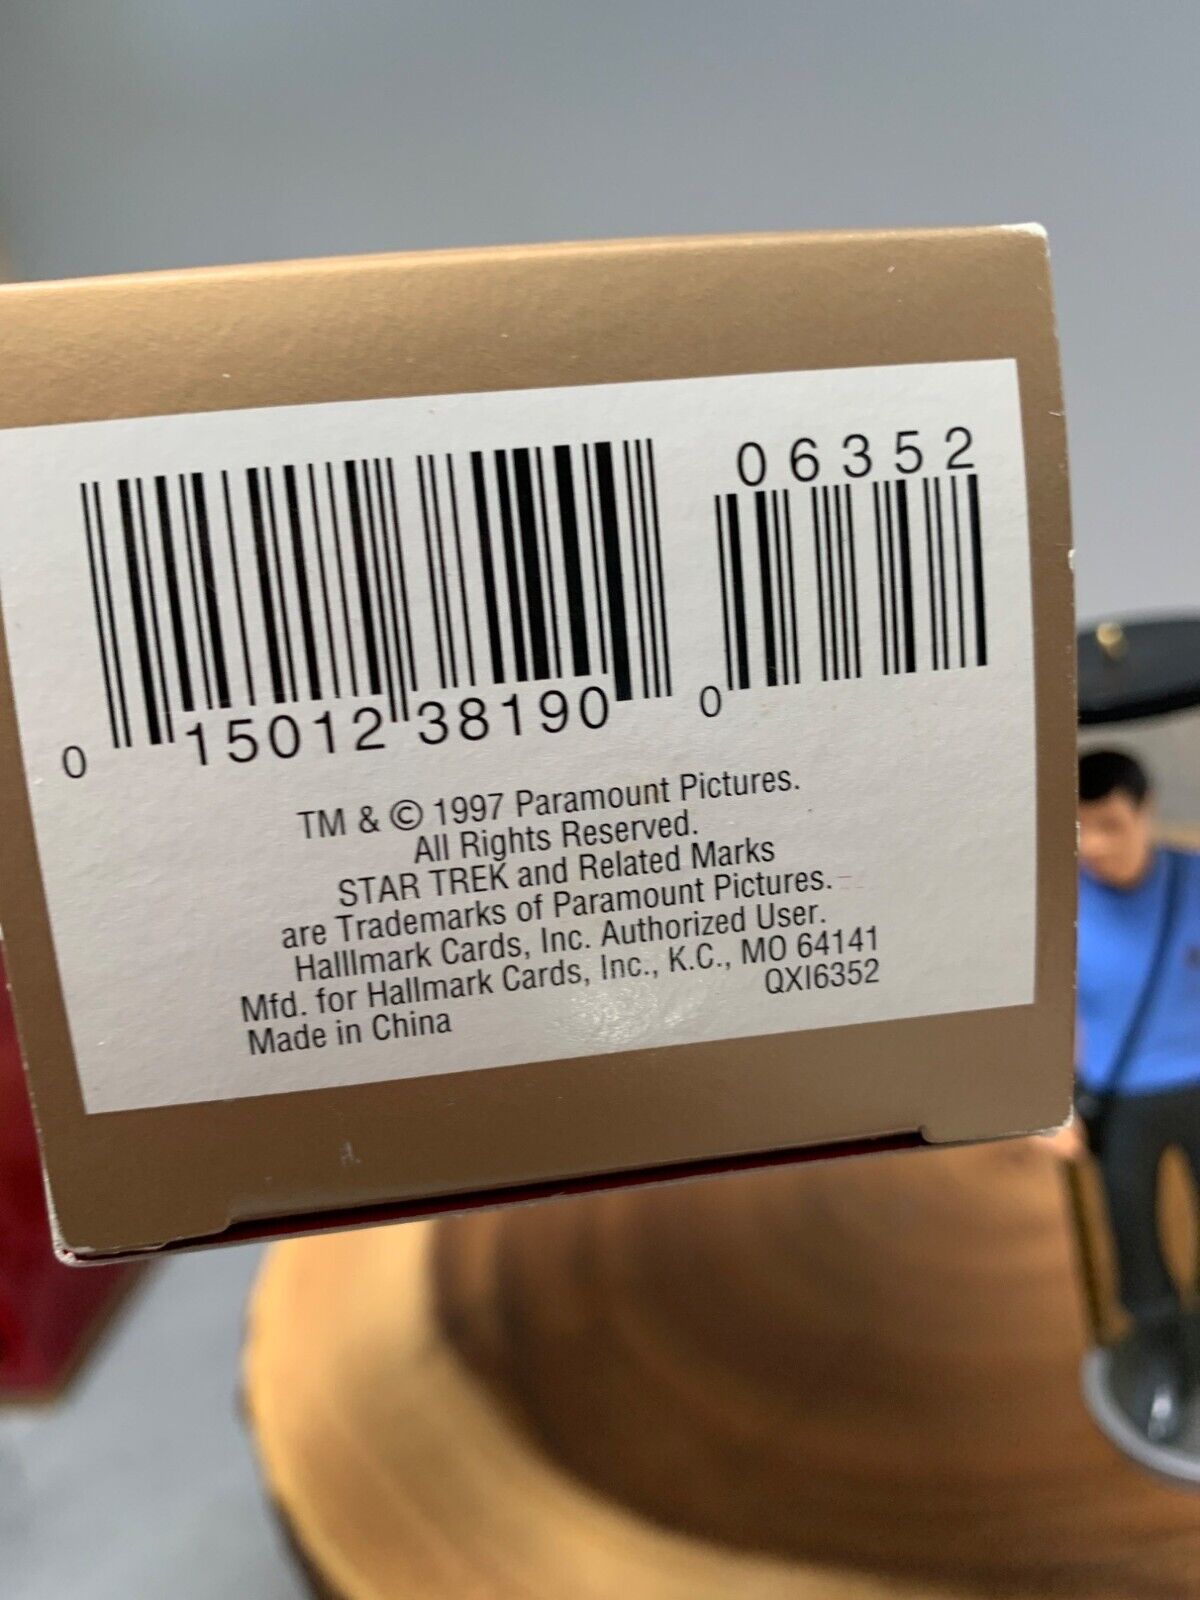 06352
0 15012 38190 0
TM & © 1997 Paramount Pictures.
All Rights Reserved.
STAR TREK and Related Marks
are Trademarks of Paramount Pictures.
Halllmark Cards, Inc. Authorized User.
Mfd. for Hallmark Cards, Inc., K.C., MO 64141
Made in China QXI6352